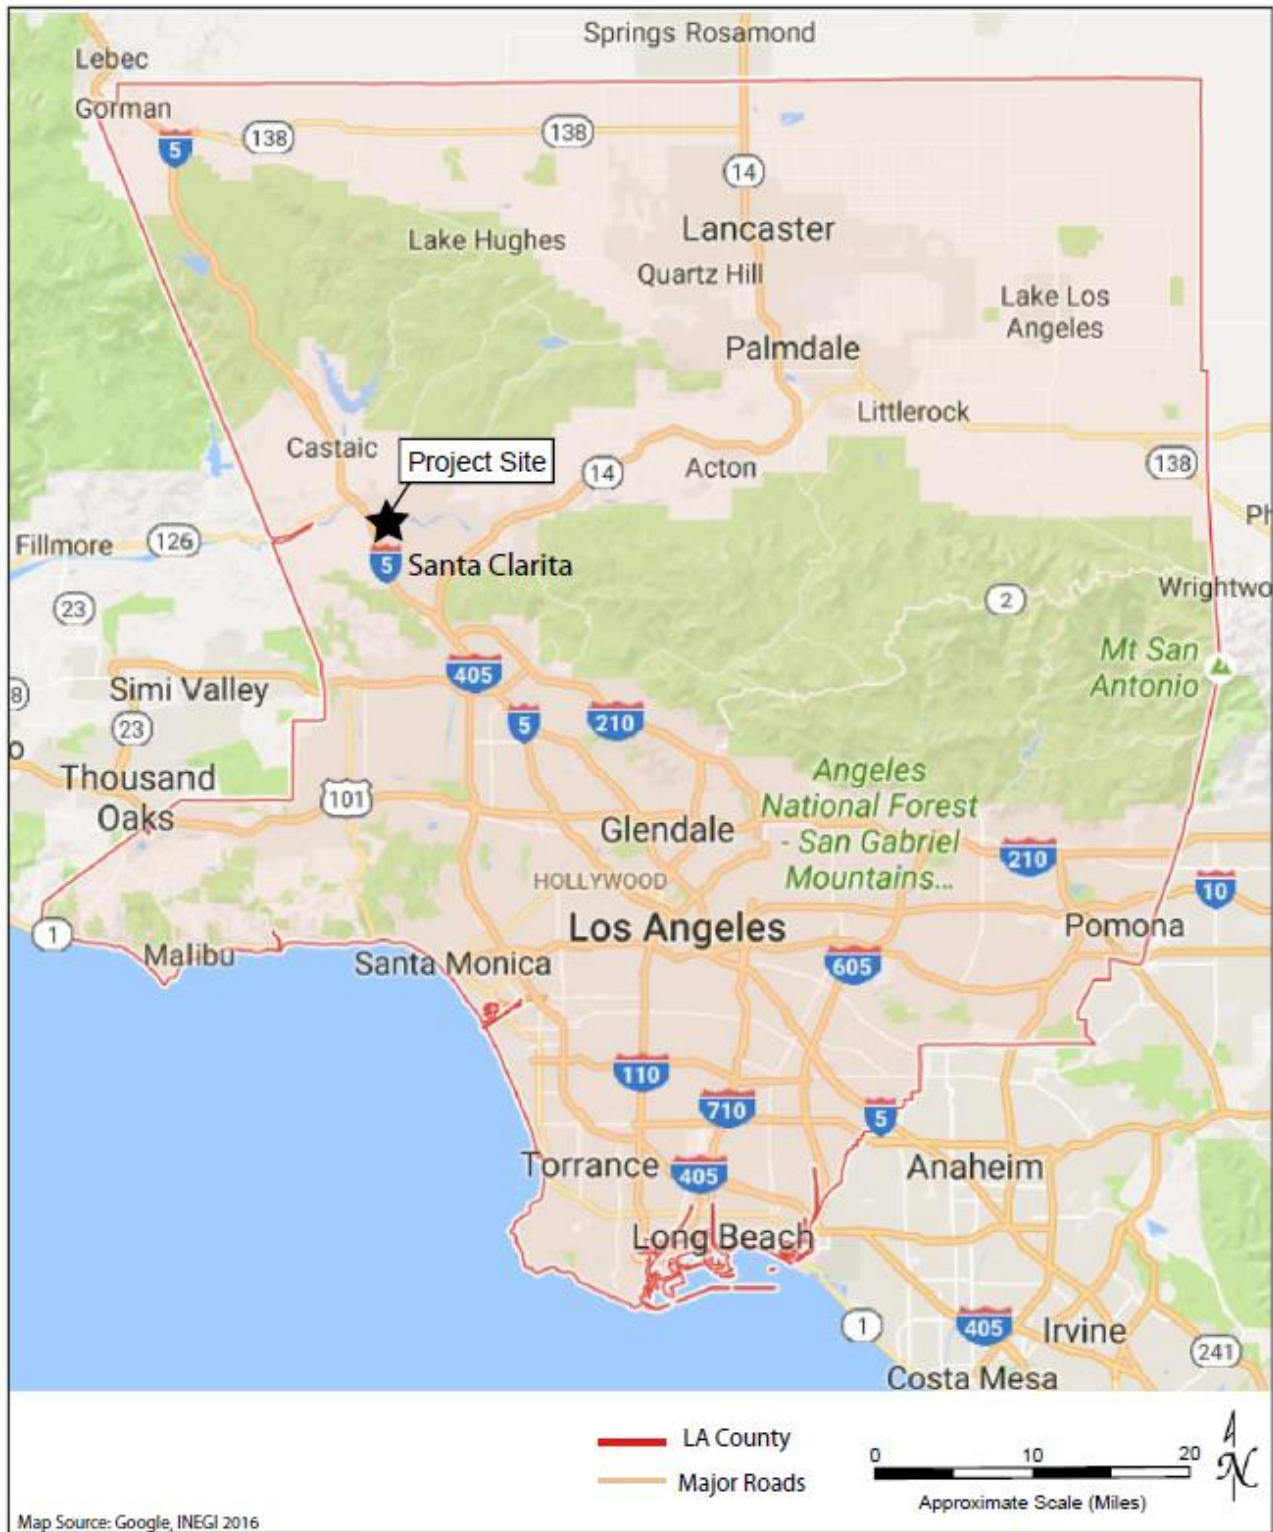 Springs Rosamond
Lebec
Gorman
5
138
138
14
Lancaster
Lake Hughes
Quartz Hill
Lake Los
Angeles
Palmdale
Littlerock
Castaic
Project Site
14
Acton
138
Ph
Fillmore
126
5
Santa Clarita
Wrightwo
23
2
Mt San
Antonio
405
Simi Valley
8
5
210
23
o
Thousand
Oaks
101
Angeles
National Forest
- San Gabriel
Mountains...
Glendale
210
HOLLYWOOD
10
Los Angeles
Pomona
1
Malibu
Santa Monica
605
110
710
5
Torrance
405
Anaheim
Long Beach
1
405
Irvine
241
Costa Mesa
LA County
Major Roads
0 10 20
Approximate Scale (Miles)
N
Map Source: Google, INEGI 2016